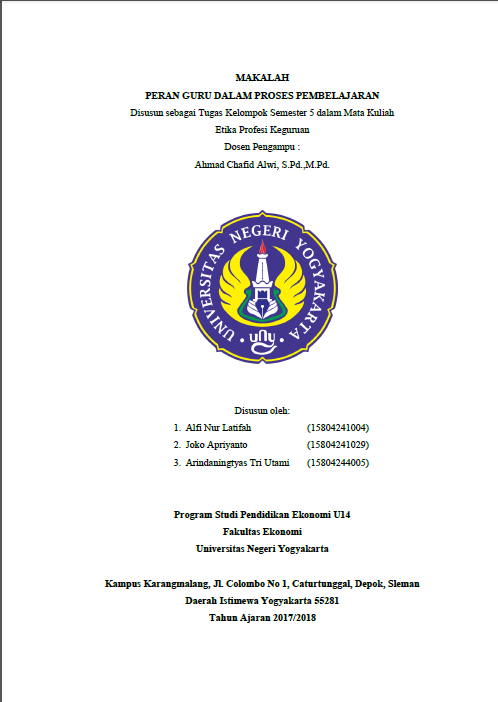 MAKALAH
PERAN GURU DALAM PROSES PEMBELAJARAN
Disusun sebagai Tugas Kelompok Semester 5 dalam Mata Kuliah
Etika Profesi Keguruan
Dosen Pengampu :
Ahmad Chafid Alwi, S.Pd.,M.Pd.
UNIVERSITAS NEGERI YOGYAKARTA
uny
Disusun oleh:
1. Alfi Nur Latifah (15804241004)
2. Joko Apriyanto (15804241029)
3. Arindaningtyas Tri Utami (15804244005)
Program Studi Pendidikan Ekonomi U14
Fakultas Ekonomi
Universitas Negeri Yogyakarta
Kampus Karangmalang, Jl. Colombo No 1, Caturtunggal, Depok, Sleman
Daerah Istimewa Yogyakarta 55281
Tahun Ajaran 2017/2018